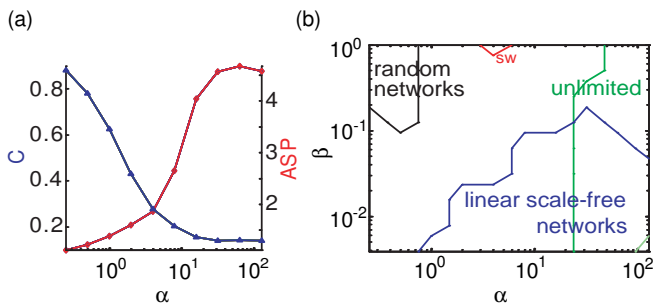 (a)
(b)
0.8
0.6
0.4
0.2
C
4
3
2
ASP
10^0
10^1
10^2
α
10^0
10^-1
10^-2
β
random
networks
sw
unlimited
linear scale-free
networks
10^0
10^1
10^2
α